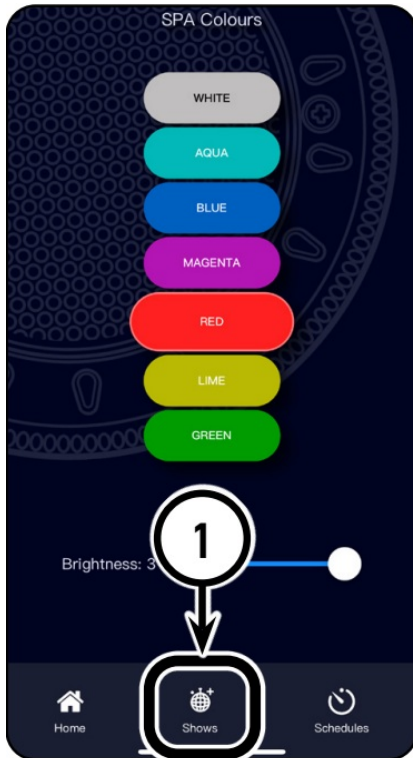 SPA Colours
WHITE
AQUA
BLUE
MAGENTA
RED
LIME
GREEN
Brightness: 3
1
Home Shows Schedules